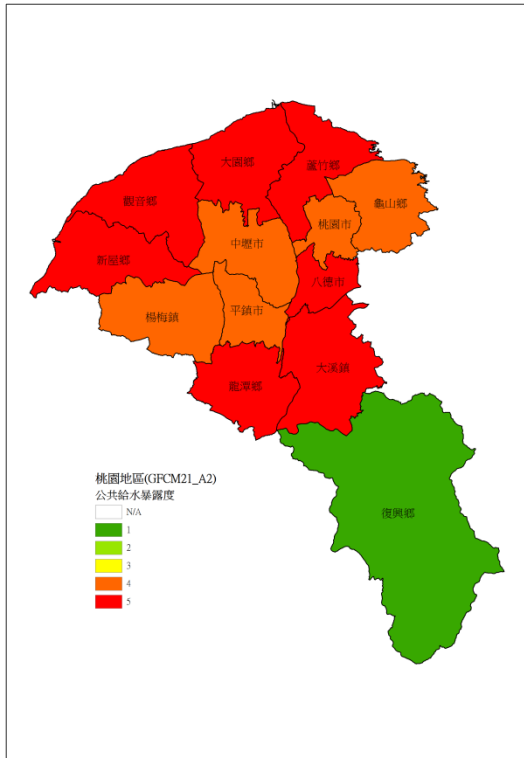 大園鄉
蘆竹鄉
觀音鄉
龜山鄉
桃園市
中壢市
新屋鄉
八德市
平鎮市
楊梅鎮
大溪鎮
龍潭鄉
桃園地區(GFCM21_A2)
公共給水暴露度
N/A
1
2
3
4
5
復興鄉